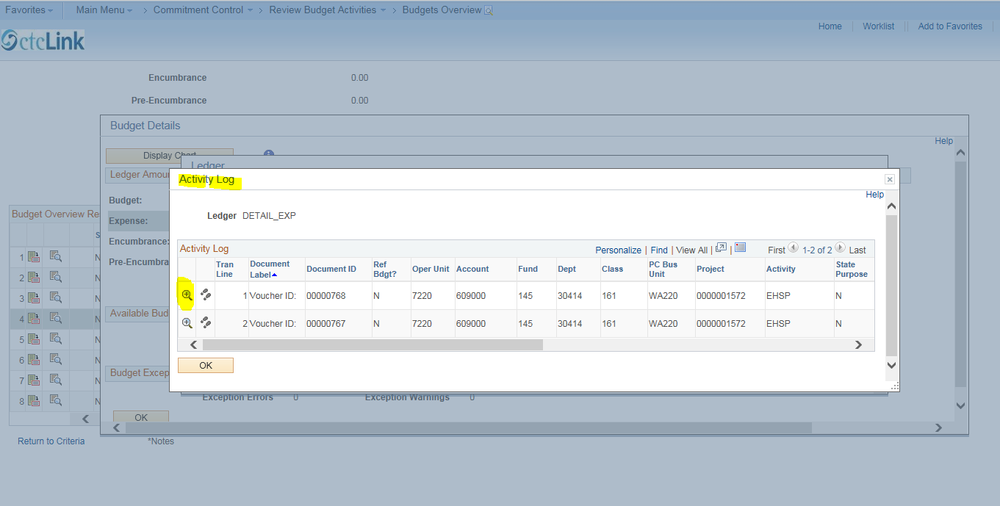 Favorites Main Menu > Commitment Control > Review Budget Activities > Budgets Overview
Home Worklist Add to Favorites
ctcLink
Encumbrance 0.00
Pre-Encumbrance 0.00
Budget Details
Help
Display Chart
Ledger
Ledger Amou
Budget:
Expense:
Encumbrance:
Pre-Encumbra
Available Bud
Budget Excep
Budget Overview Re
S
1 N
2 N
3 N
4 N
5 N
6 N
7 N
8 N
Activity Log
Help
Ledger DETAIL_EXP
Activity Log Personalize | Find | View All | | First 1-2 of 2 Last
Tran Line Document Label Document ID Ref Bdgt? Oper Unit Account Fund Dept Class PC Bus Unit Project Activity State Purpose
1 Voucher ID: 00000768 N 7220 609000 145 30414 161 WA220 0000001572 EHSP N
2 Voucher ID: 00000767 N 7220 609000 145 30414 161 WA220 0000001572 EHSP N
OK
Exception Errors 0 Exception Warnings 0
OK
Return to Criteria *Notes